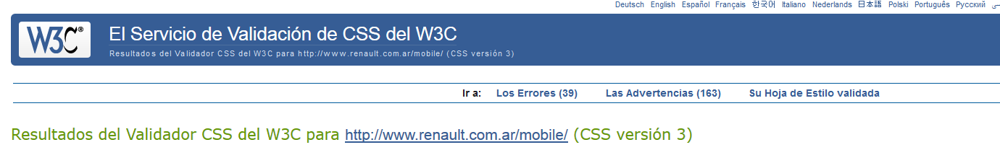 Deutsch English Español Français 한국어 Italiano Nederlands 日本語 Polski Português Русский
W3C®
El Servicio de Validación de CSS del W3C
Resultados del Validador CSS del W3C para http://www.renault.com.ar/mobile/ (CSS versión 3)
Ir a: Los Errores (39) Las Advertencias (163) Su Hoja de Estilo validada
Resultados del Validador CSS del W3C para http://www.renault.com.ar/mobile/ (CSS versión 3)